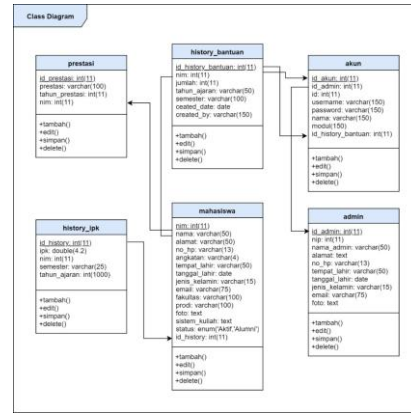 Class Diagram
prestasi
id_prestasi: int(11)
prestasi: varchar(100)
tahun_prestasi: int(11)
nim: int(11)
+tambah()
+edit()
+simpan()
+delete()
history_bantuan
id_history_bantuan: int(11)
nim: int(11)
jumlah: int(11)
tahun_ajaran: varchar(50)
semester: varchar(100)
created_date: date
created_by: varchar(150)
+tambah()
+edit()
+simpan()
+delete()
akun
id_akun: int(11)
id_admin: int(11)
id: int(11)
username: varchar(150)
password: varchar(150)
nama: varchar(150)
modul(150)
id_history_bantuan: int(11)
+tambah()
+edit()
+simpan()
+delete()
history_ipk
id_history: int(11)
ipk: double(4.2)
nim: int(11)
semester: varchar(25)
tahun_ajaran: int(1000)
+tambah()
+edit()
+simpan()
+delete()
mahasiswa
nim: int(11)
nama: varchar(50)
alamat: varchar(50)
no_hp: varchar(13)
angkatan: varchar(4)
tempat_lahir: varchar(50)
tanggal_lahir: date
jenis_kelamin: varchar(15)
email: varchar(75)
fakultas: varchar(100)
prodi: varchar(100)
foto: text
sistem_kuliah: text
status: enum('Aktif','Alumni')
id_history: int(11)
+tambah()
+edit()
+simpan()
+delete()
admin
id_admin: int(11)
nip: int(11)
nama_admin: varchar(50)
alamat: text
no_hp: varchar(13)
tempat_lahir: varchar(50)
tanggal_lahir: date
jenis_kelamin: varchar(15)
email: varchar(75)
foto: text
+tambah()
+edit()
+simpan()
+delete()